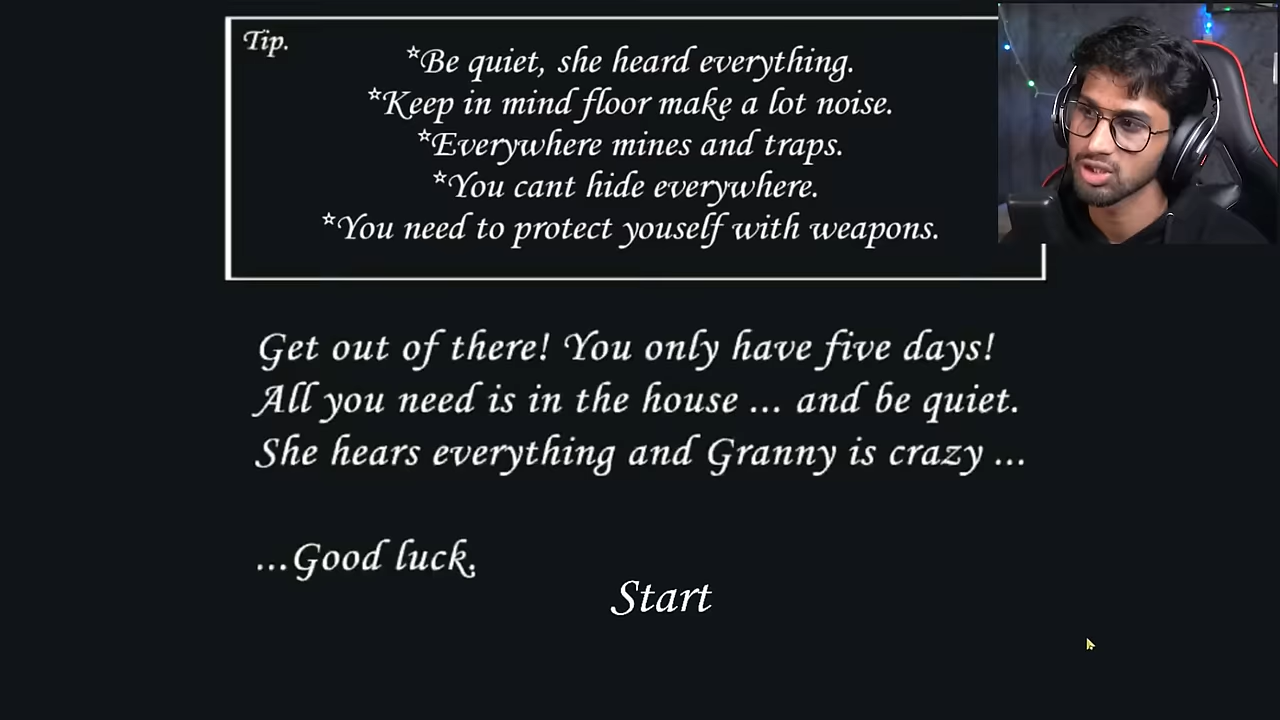 Tip.
*Be quiet, she heard everything.
*Keep in mind floor make a lot noise.
*Everywhere mines and traps.
*You cant hide everywhere.
*You need to protect youself with weapons.
Get out of there! You only have five days!
All you need is in the house ... and be quiet.
She hears everything and Granny is crazy ...
...Good luck.
Start